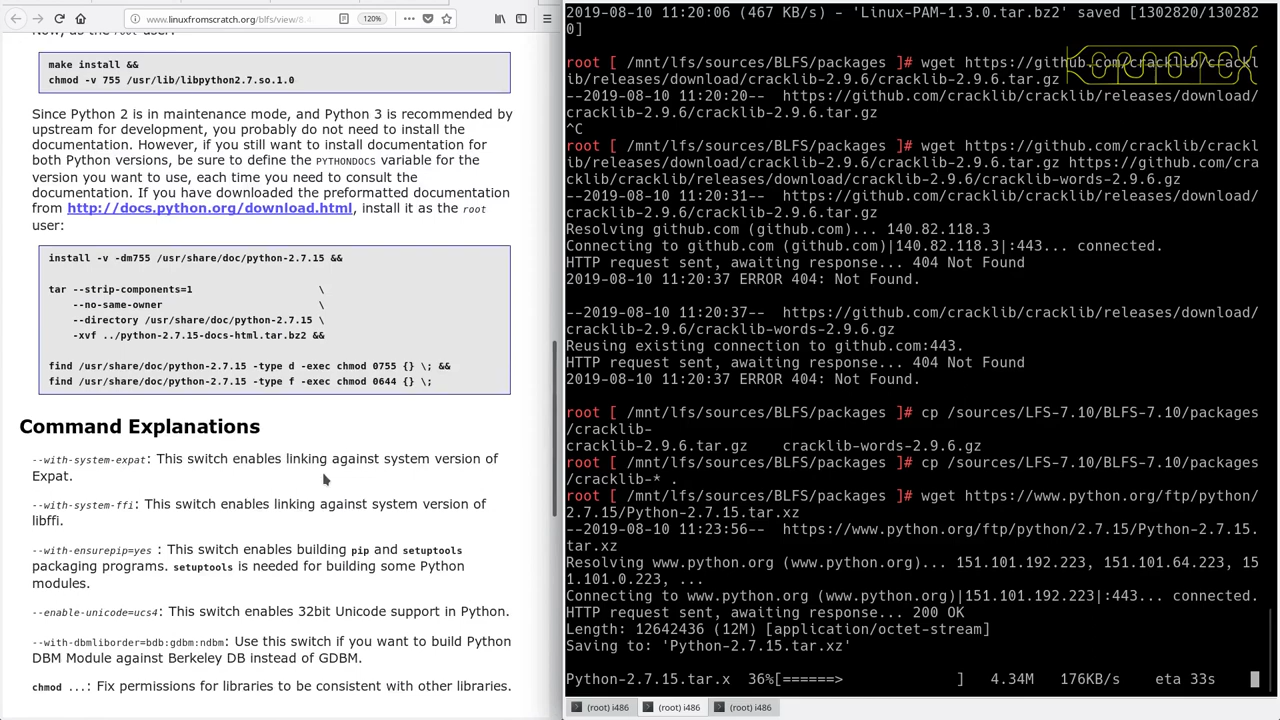 www.linuxfromscratch.org/blfs/view/8.
120%
Now, as the root user:
make install &&
chmod -v 755 /usr/lib/libpython2.7.so.1.0
Since Python 2 is in maintenance mode, and Python 3 is recommended by
upstream for development, you probably do not need to install the
documentation. However, if you still want to install documentation for
both Python versions, be sure to define the PYTHONDOCS variable for the
version you want to use, each time you need to consult the
documentation. If you have downloaded the preformatted documentation
from http://docs.python.org/download.html, install it as the root
user:
install -v -dm755 /usr/share/doc/python-2.7.15 &&
tar --strip-components=1 \
--no-same-owner \
--directory /usr/share/doc/python-2.7.15 \
-xvf ../python-2.7.15-docs-html.tar.bz2 &&
find /usr/share/doc/python-2.7.15 -type d -exec chmod 0755 {} \; &&
find /usr/share/doc/python-2.7.15 -type f -exec chmod 0644 {} \;
Command Explanations
--with-system-expat: This switch enables linking against system version of
Expat.
--with-system-ffi: This switch enables linking against system version of
libffi.
--with-ensurepip=yes : This switch enables building pip and setuptools
packaging programs. setuptools is needed for building some Python
modules.
--enable-unicode=ucs4: This switch enables 32bit Unicode support in Python.
--with-dbmliborder=bdb:gdbm:ndbm: Use this switch if you want to build Python
DBM Module against Berkeley DB instead of GDBM.
chmod ...: Fix permissions for libraries to be consistent with other libraries.
2019-08-10 11:20:06 (467 KB/s) - 'Linux-PAM-1.3.0.tar.bz2' saved [1302820/130282
0]
root [ /mnt/lfs/sources/BLFS/packages ]# wget https://github.com/cracklib/crackl
ib/releases/download/cracklib-2.9.6/cracklib-2.9.6.tar.gz
--2019-08-10 11:20:20-- https://github.com/cracklib/cracklib/releases/download/
cracklib-2.9.6/cracklib-2.9.6.tar.gz
^C
root [ /mnt/lfs/sources/BLFS/packages ]# wget https://github.com/cracklib/crackl
ib/releases/download/cracklib-2.9.6/cracklib-2.9.6.tar.gz https://github.com/cra
cklib/cracklib/releases/download/cracklib-2.9.6/cracklib-words-2.9.6.gz
--2019-08-10 11:20:31-- https://github.com/cracklib/cracklib/releases/download/
cracklib-2.9.6/cracklib-2.9.6.tar.gz
Resolving github.com (github.com)... 140.82.118.3
Connecting to github.com (github.com)|140.82.118.3|:443... connected.
HTTP request sent, awaiting response... 404 Not Found
2019-08-10 11:20:37 ERROR 404: Not Found.
--2019-08-10 11:20:37-- https://github.com/cracklib/cracklib/releases/download/
cracklib-2.9.6/cracklib-words-2.9.6.gz
Reusing existing connection to github.com:443.
HTTP request sent, awaiting response... 404 Not Found
2019-08-10 11:20:37 ERROR 404: Not Found.
root [ /mnt/lfs/sources/BLFS/packages ]# cp /sources/LFS-7.10/BLFS-7.10/packages
/cracklib-
cracklib-2.9.6.tar.gz cracklib-words-2.9.6.gz
root [ /mnt/lfs/sources/BLFS/packages ]# cp /sources/LFS-7.10/BLFS-7.10/packages
/cracklib-* .
root [ /mnt/lfs/sources/BLFS/packages ]# wget https://www.python.org/ftp/python/
2.7.15/Python-2.7.15.tar.xz
--2019-08-10 11:23:56-- https://www.python.org/ftp/python/2.7.15/Python-2.7.15.
tar.xz
Resolving www.python.org (www.python.org)... 151.101.192.223, 151.101.64.223, 15
1.101.0.223, ...
Connecting to www.python.org (www.python.org)|151.101.192.223|:443... connected.
HTTP request sent, awaiting response... 200 OK
Length: 12642436 (12M) [application/octet-stream]
Saving to: 'Python-2.7.15.tar.xz'
Python-2.7.15.tar.x 36%[======> ] 4.34M 176KB/s eta 33s
(root) i486 (root) i486 (root) i486